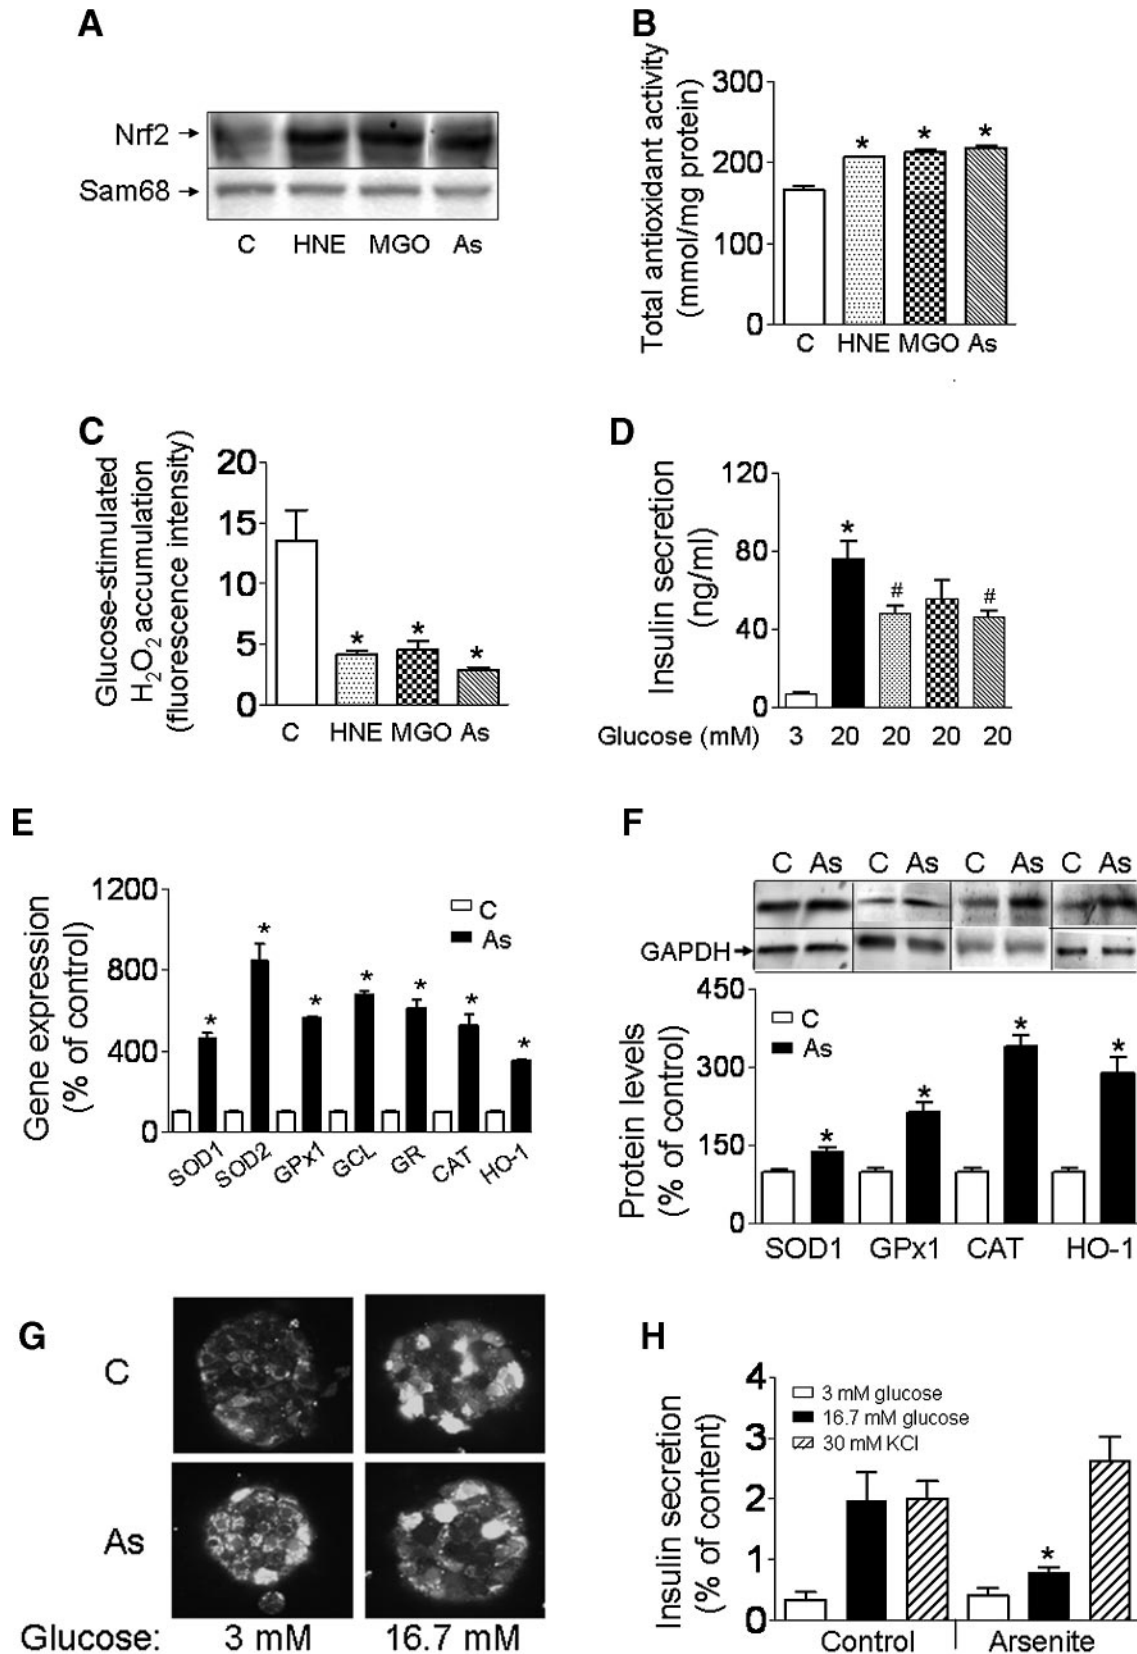 A
Nrf2
Sam68
C HNE MGO As
B
Total antioxidant activity
(mmol/mg protein)
300
200
100
0
* * *
C HNE MGO As
C
Glucose-stimulated
H2O2 accumulation
(fluorescence intensity)
20
15
10
5
0
* * *
C HNE MGO As
D
Insulin secretion
(ng/ml)
120
80
40
0
* # #
Glucose (mM) 3 20 20 20 20
E
Gene expression
(% of control)
1200
800
400
0
C
As
* * * * * * *
SOD1 SOD2 GPx1 GCL GR CAT HO-1
F
C As C As C As C As
GAPDH
Protein levels
(% of control)
450
300
150
0
C
As
* * * *
SOD1 GPx1 CAT HO-1
G
C
As
Glucose: 3 mM 16.7 mM
H
Insulin secretion
(% of content)
4
3
2
1
0
3 mM glucose
16.7 mM glucose
30 mM KCl
*
Control Arsenite